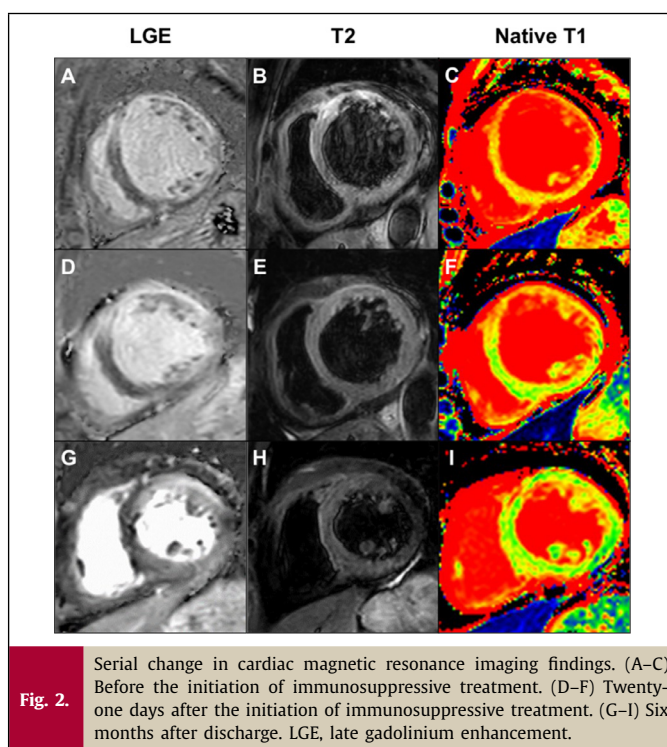 LGE T2 Native T1
A B C
D E F
G H I
Fig. 2.
Serial change in cardiac magnetic resonance imaging findings. (A–C)
Before the initiation of immunosuppressive treatment. (D–F) Twenty-
one days after the initiation of immunosuppressive treatment. (G–I) Six
months after discharge. LGE, late gadolinium enhancement.